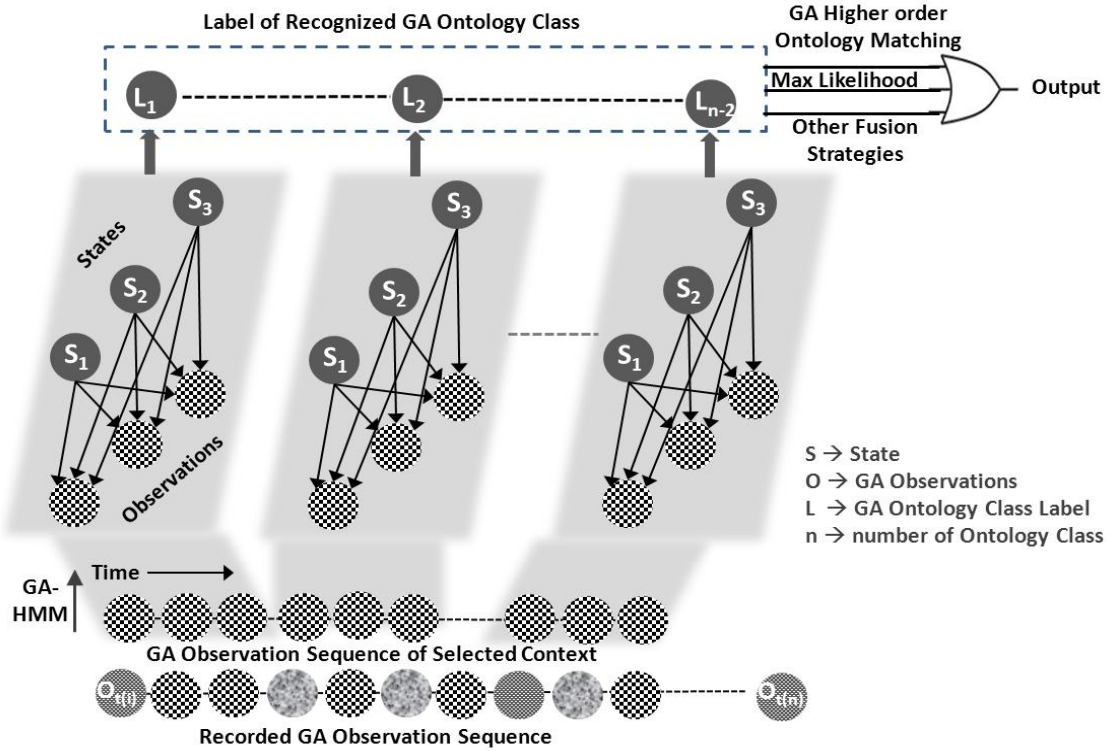 Label of Recognized GA Ontology Class
GA Higher order
Ontology Matching
Max Likelihood
Other Fusion
Strategies
Output
L1
L2
Ln-2
States
S3
S2
S1
Observations
S3
S2
S1
S3
S2
S1
S → State
O → GA Observations
L → GA Ontology Class Label
n → number of Ontology Class
Time
GA-
HMM
GA Observation Sequence of Selected Context
Ot(i)
Ot(n)
Recorded GA Observation Sequence